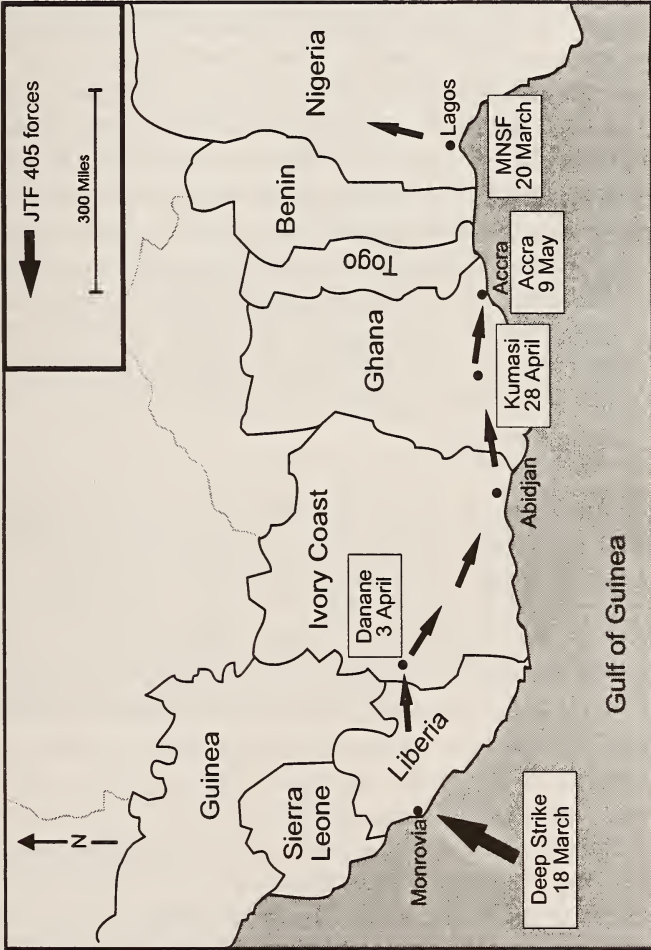 JTF 405 forces
300 Miles
N
Guinea
Sierra
Leone
Liberia
Monrovia
Deep Strike
18 March
Ivory Coast
Danane
3 April
Abidjan
Ghana
Kumasi
28 April
Togo
Accra
Accra
9 May
Benin
Nigeria
Lagos
MNSF
20 March
Gulf of Guinea